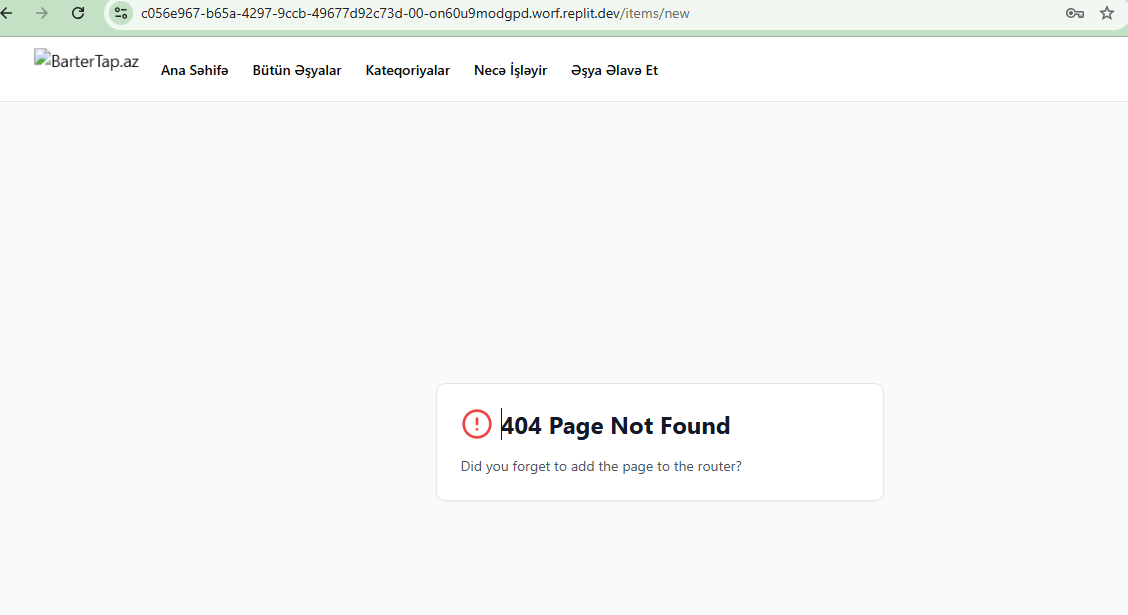 c056e967-b65a-4297-9ccb-49677d92c73d-00-on60u9modgpd.worf.replit.dev/items/new
BarterTap.az Ana Səhifə Bütün Əşyalar Kateqoriyalar Necə İşləyir Əşya Əlavə Et
404 Page Not Found
Did you forget to add the page to the router?